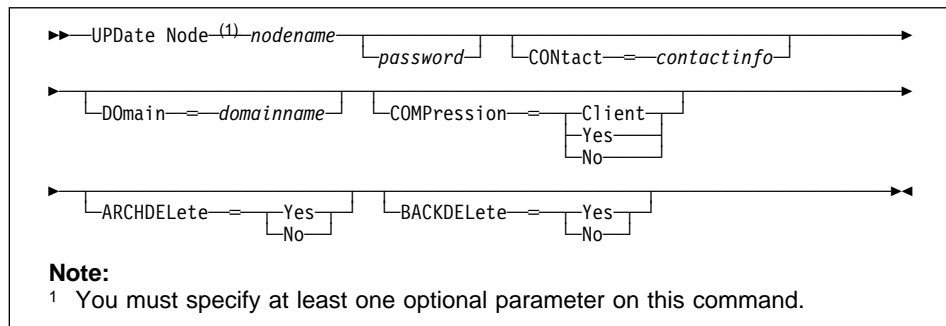 UPDate Node (1) nodename password CONtact = contactinfo
DOmain = domainname COMPression = Client
Yes
No
ARCHDELete = Yes BACKDELete = Yes
No No
Note:
1 You must specify at least one optional parameter on this command.